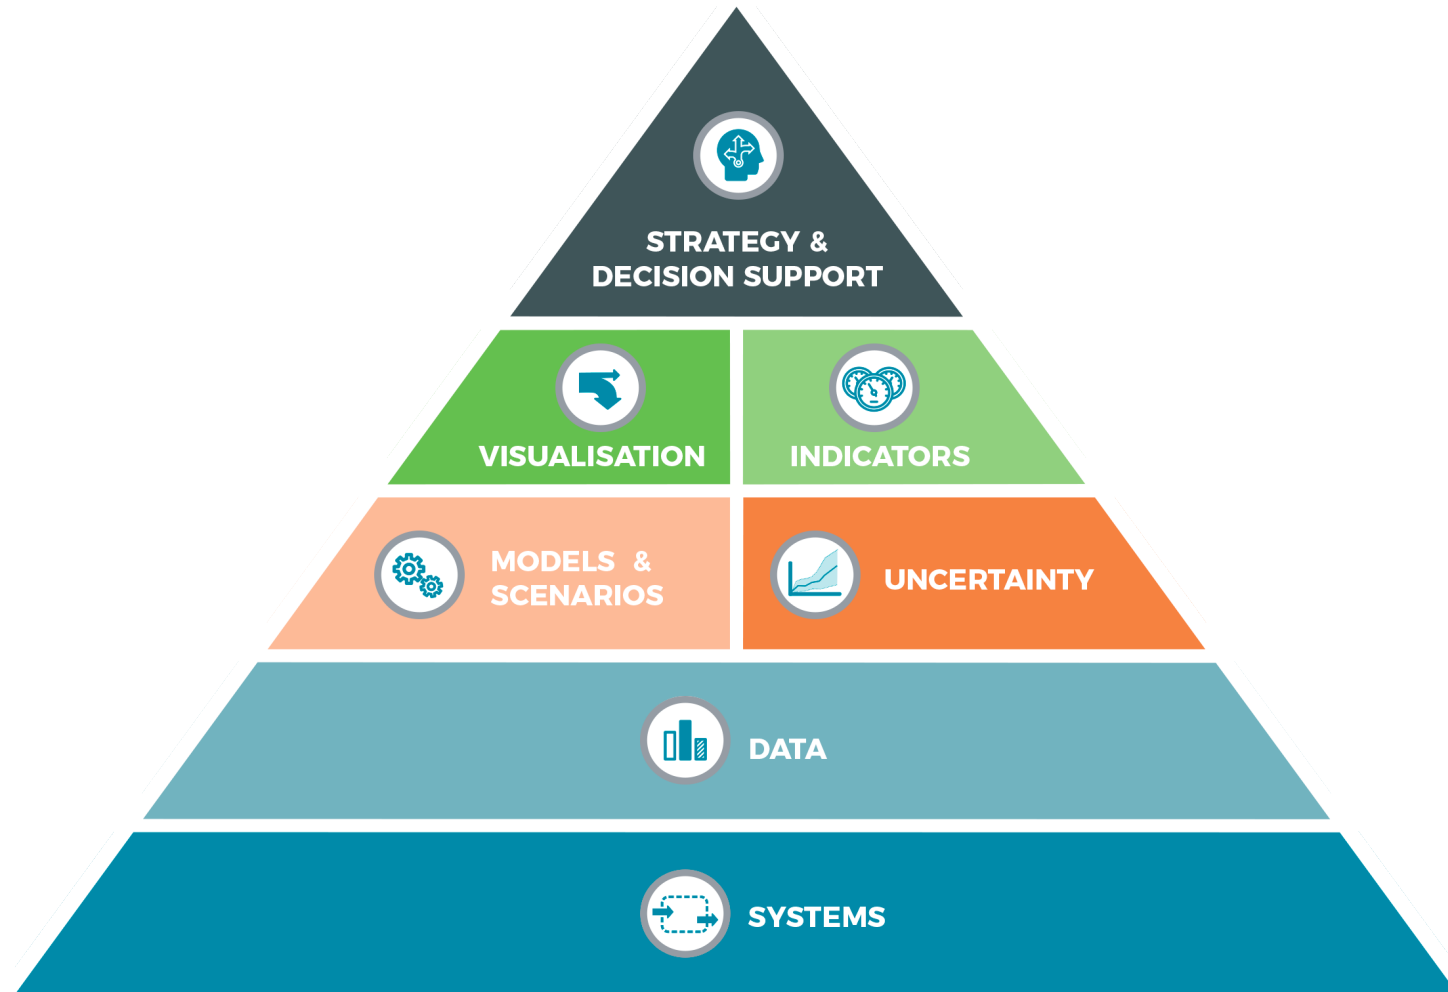 STRATEGY &
DECISION SUPPORT
VISUALISATION
INDICATORS
MODELS &
SCENARIOS
UNCERTAINTY
DATA
SYSTEMS